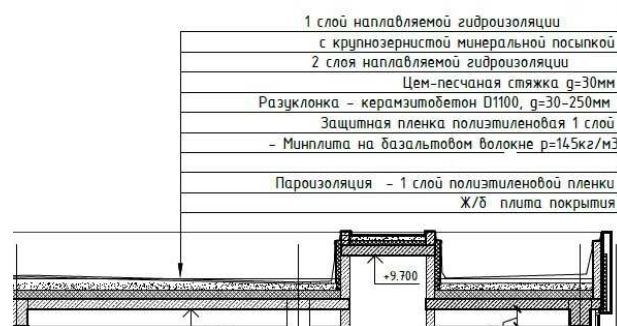 1 слой наплавляемой гидроизоляции
с крупнозернистой минеральной посыпкой
2 слоя наплавляемой гидроизоляции
Цем-песчаная стяжка g=30мм
Разуклонка - керамзитобетон D1100, g=30-250мм
Защитная пленка полиэтиленовая 1 слой
- Минплита на базальтовом волокне p=145кг/м3
Пароизоляция - 1 слой полиэтиленовой пленки
Ж/б плита покрытия
+9.700